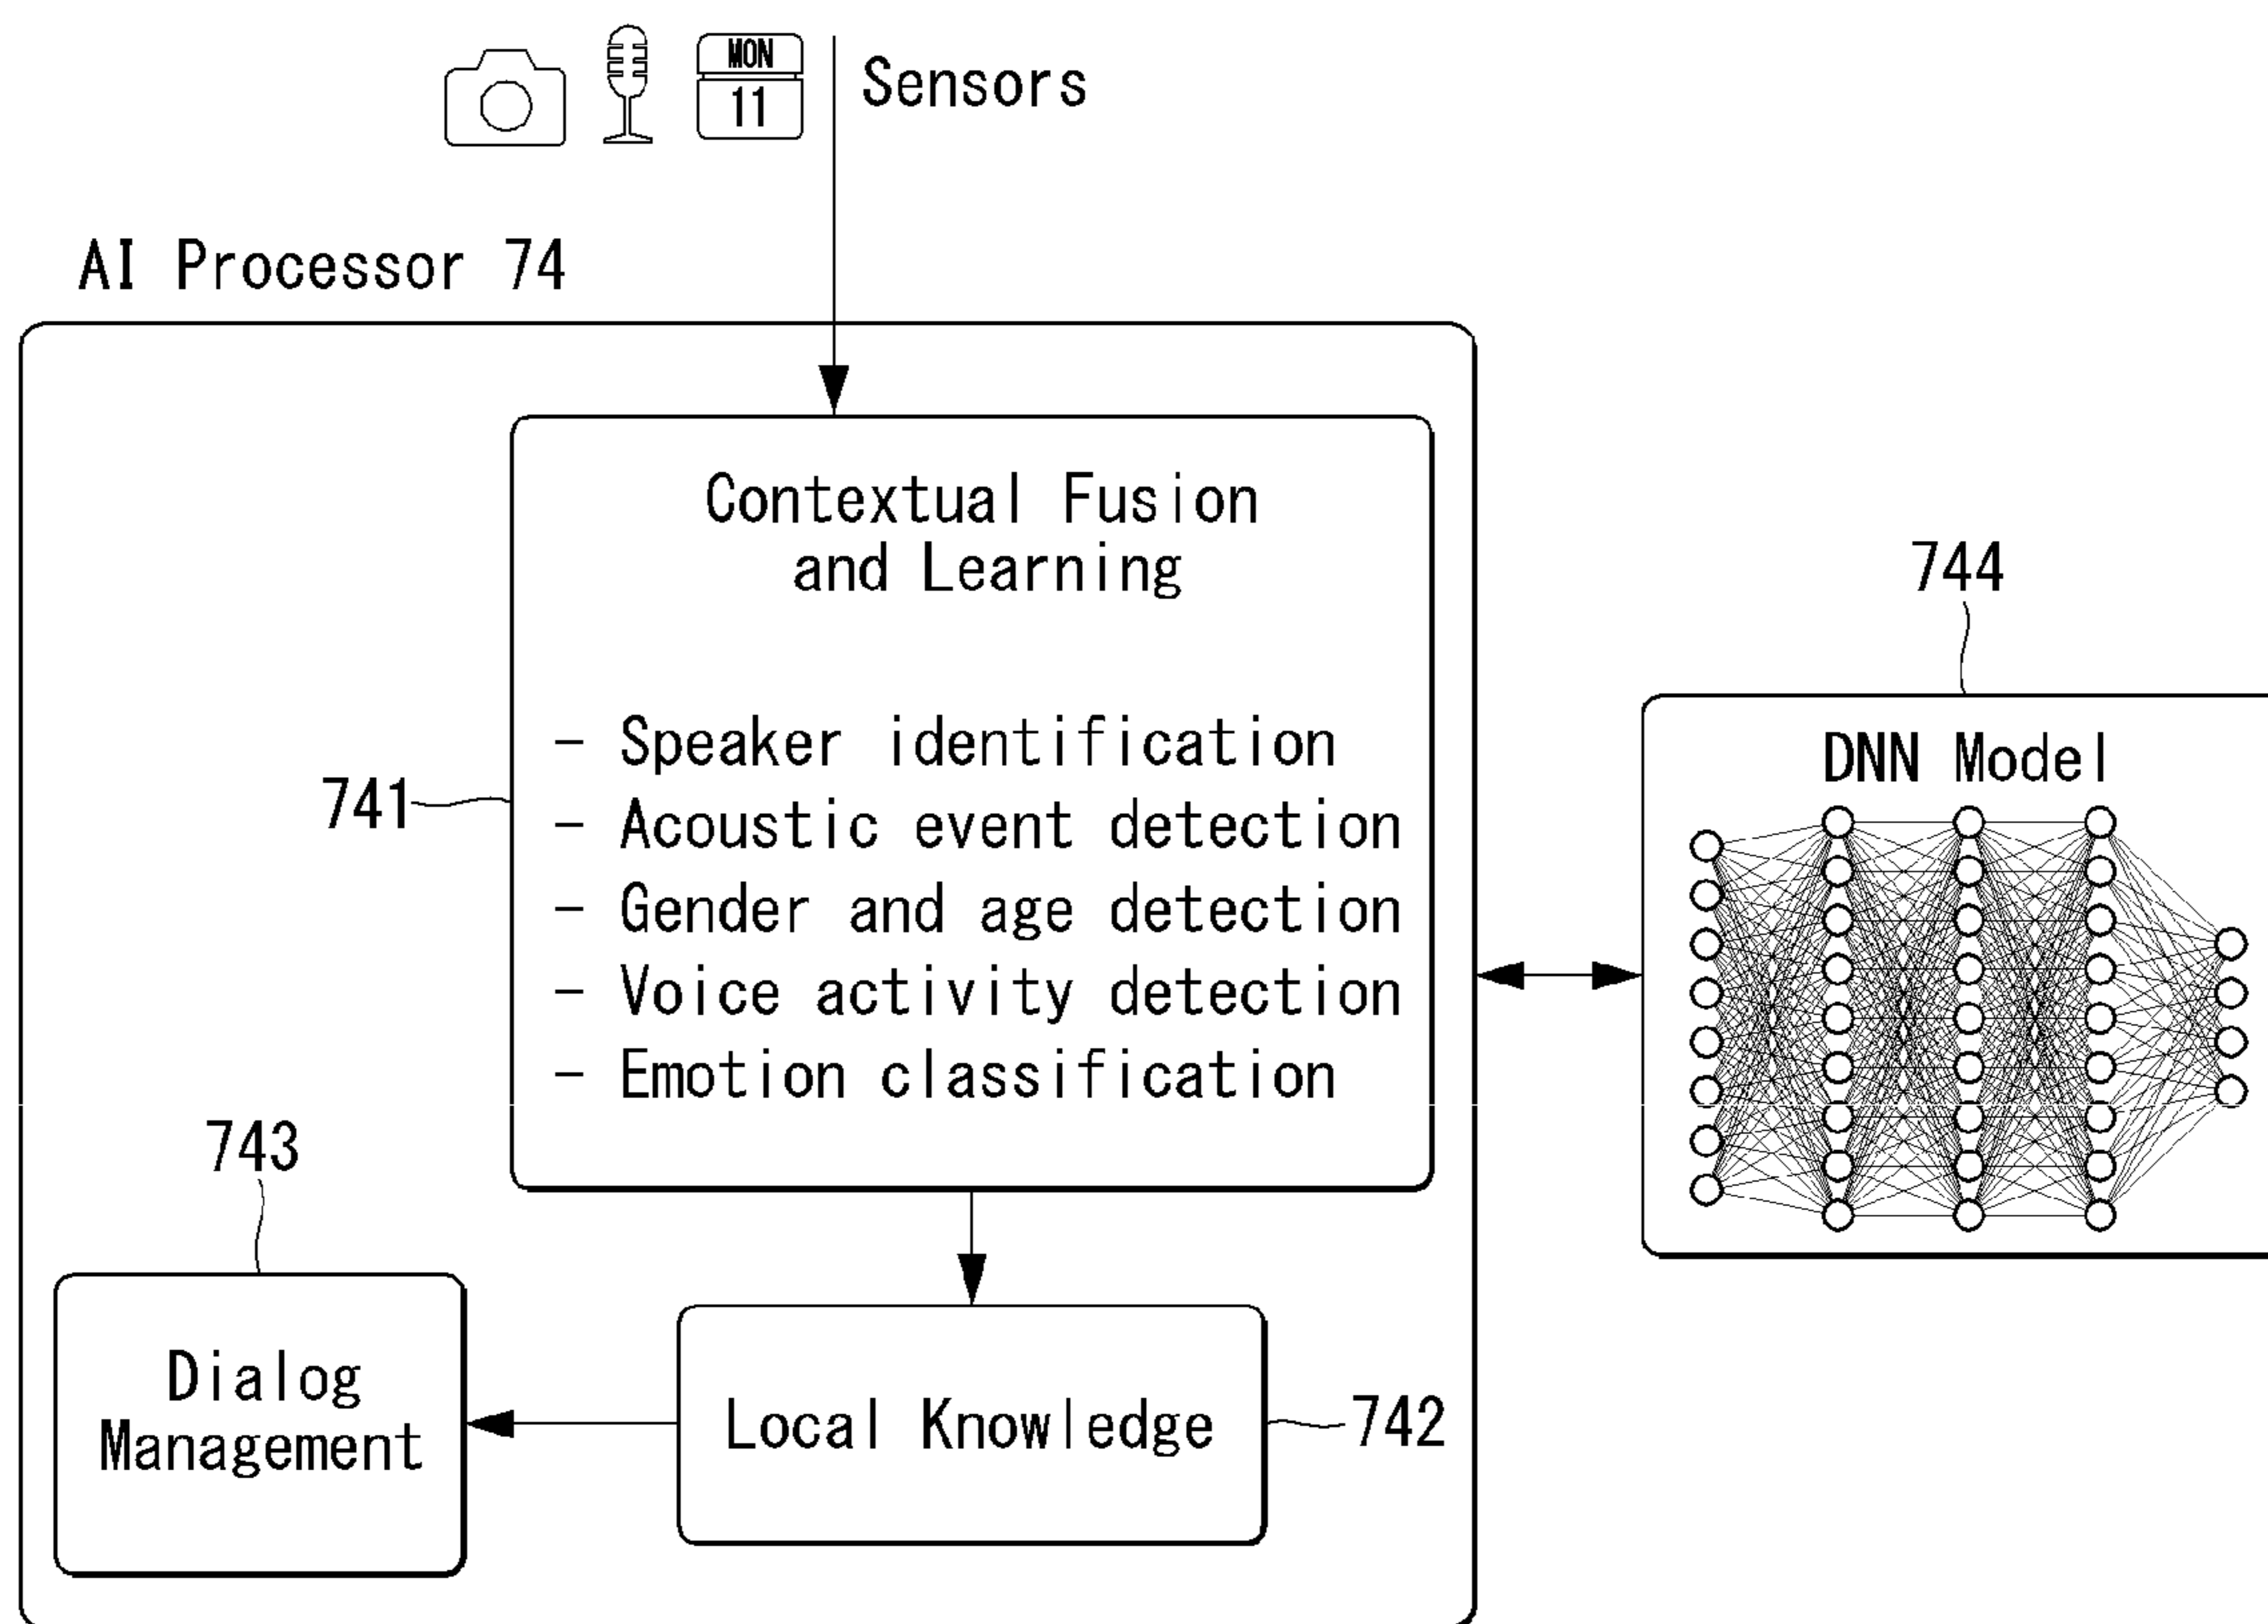 MON
11
Sensors
AI Processor 74
Contextual Fusion
and Learning
- Speaker identification
- Acoustic event detection
- Gender and age detection
- Voice activity detection
- Emotion classification
741
744
DNN Model
743
Dialog
Management
Local Knowledge
742